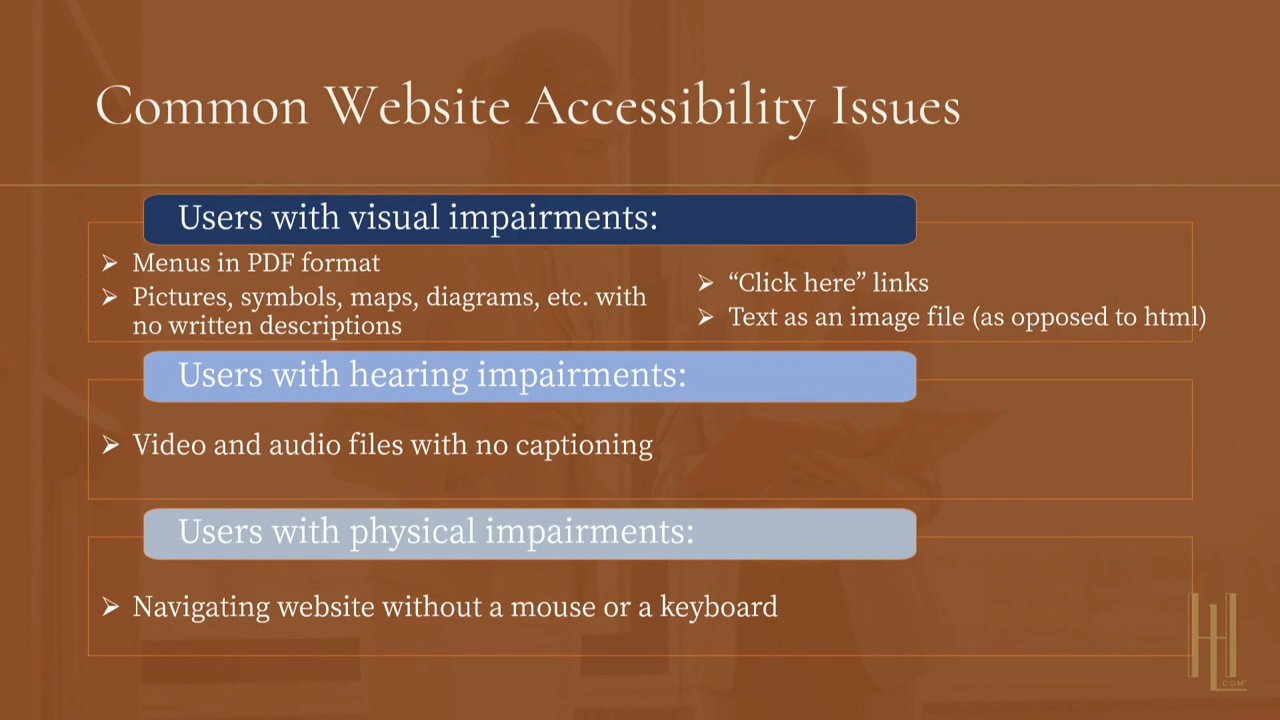 Common Website Accessibility Issues
Users with visual impairments:
➢ Menus in PDF format
➢ Pictures, symbols, maps, diagrams, etc. with
no written descriptions
➢ “Click here” links
➢ Text as an image file (as opposed to html)
Users with hearing impairments:
➢ Video and audio files with no captioning
Users with physical impairments:
➢ Navigating website without a mouse or a keyboard
HL
.COM